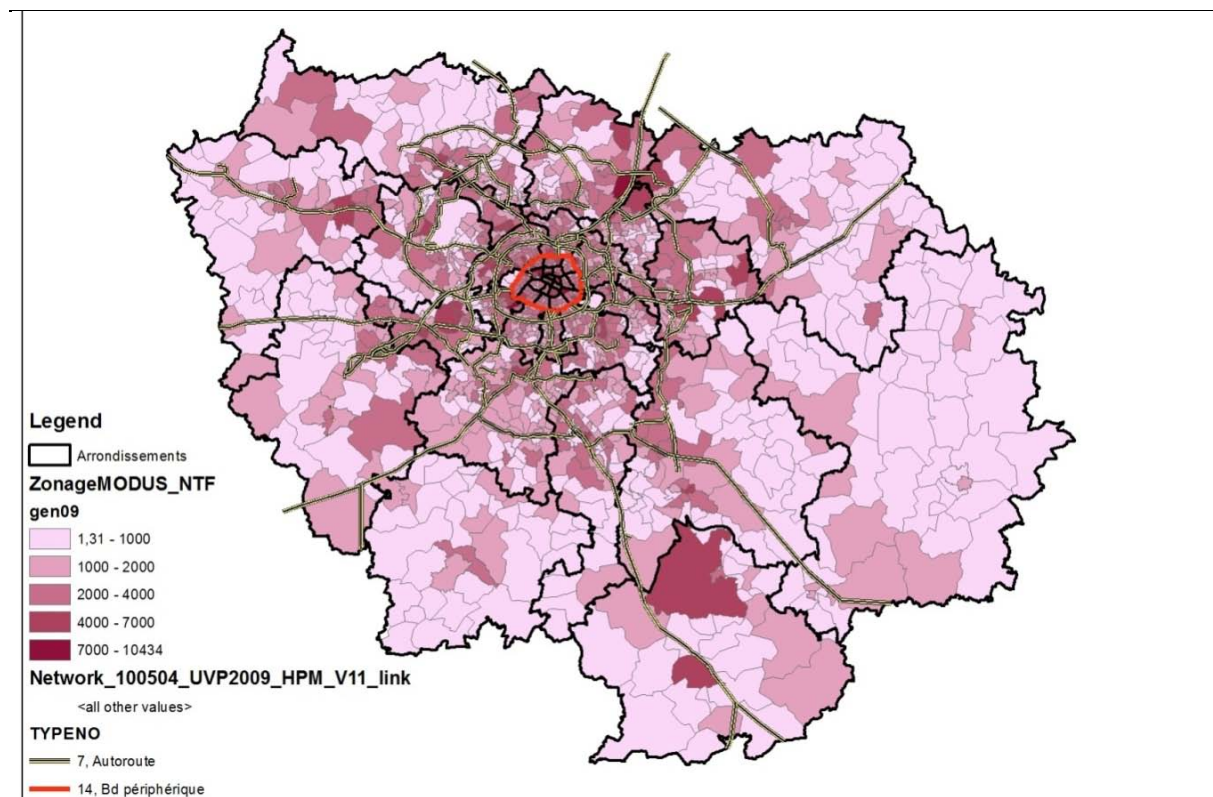 Legend
Arrondissements
ZonageMODUS_NTF
gen09
1,31 - 1000
1000 - 2000
2000 - 4000
4000 - 7000
7000 - 10434
Network_100504_UVP2009_HPM_V11_link
<all other values>
TYPENO
7, Autoroute
14, Bd périphérique